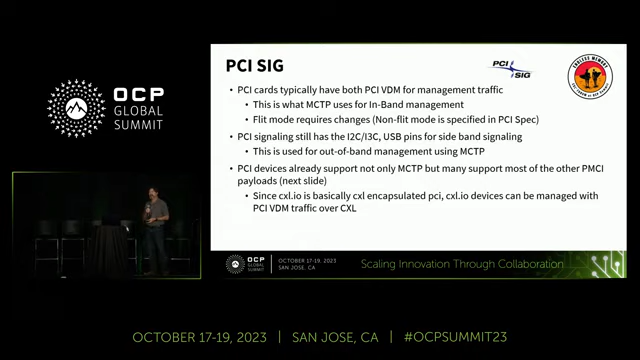 OCP
GLOBAL
SUMMIT
PCI SIG
PCI
SIG
ENDLESS MEMORY
• PCI cards typically have both PCI VDM for management traffic
• This is what MCTP uses for In-Band management
• Flit mode requires changes (Non-flit mode is specified in PCI Spec)
• PCI signaling still has the I2C/I3C, USB pins for side band signaling
• This is used for out-of-band management using MCTP
• PCI devices already support not only MCTP but many support most of the other PMCI
payloads (next slide)
• Since cxl.io is basically cxl encapsulated pci, cxl.io devices can be managed with
PCI VDM traffic over CXL
OCP
GLOBAL
SUMMIT
OCTOBER 17-19, 2023
SAN JOSE, CA
Scaling Innovation Through Collaboration
OCTOBER 17-19, 2023 | SAN JOSE, CA | #OCPSUMMIT23